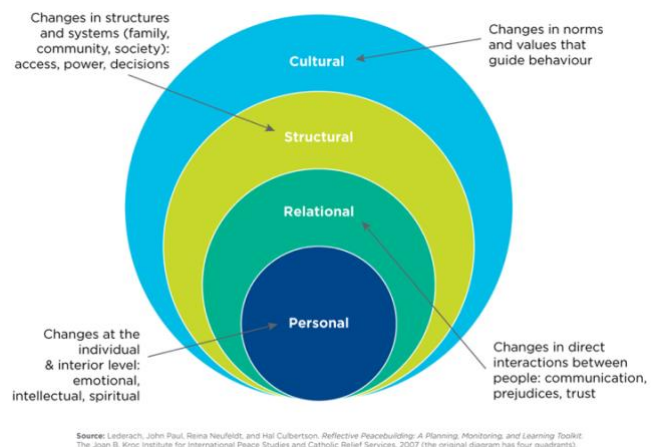 Changes in structures
and systems (family,
community, society):
access, power, decisions
Changes in norms
and values that
guide behaviour
Cultural
Structural
Relational
Personal
Changes at the
individual
& interior level:
emotional,
intellectual, spiritual
Changes in direct
interactions between
people: communication,
prejudices, trust
Source: Lederach, John Paul, Reina Neufeldt, and Hal Culbertson. Reflective Peacebuilding: A Planning, Monitoring, and Learning Toolkit.
The Joan B. Kroc Institute for International Peace Studies and Catholic Relief Services, 2007 (the original diagram has four quadrants).